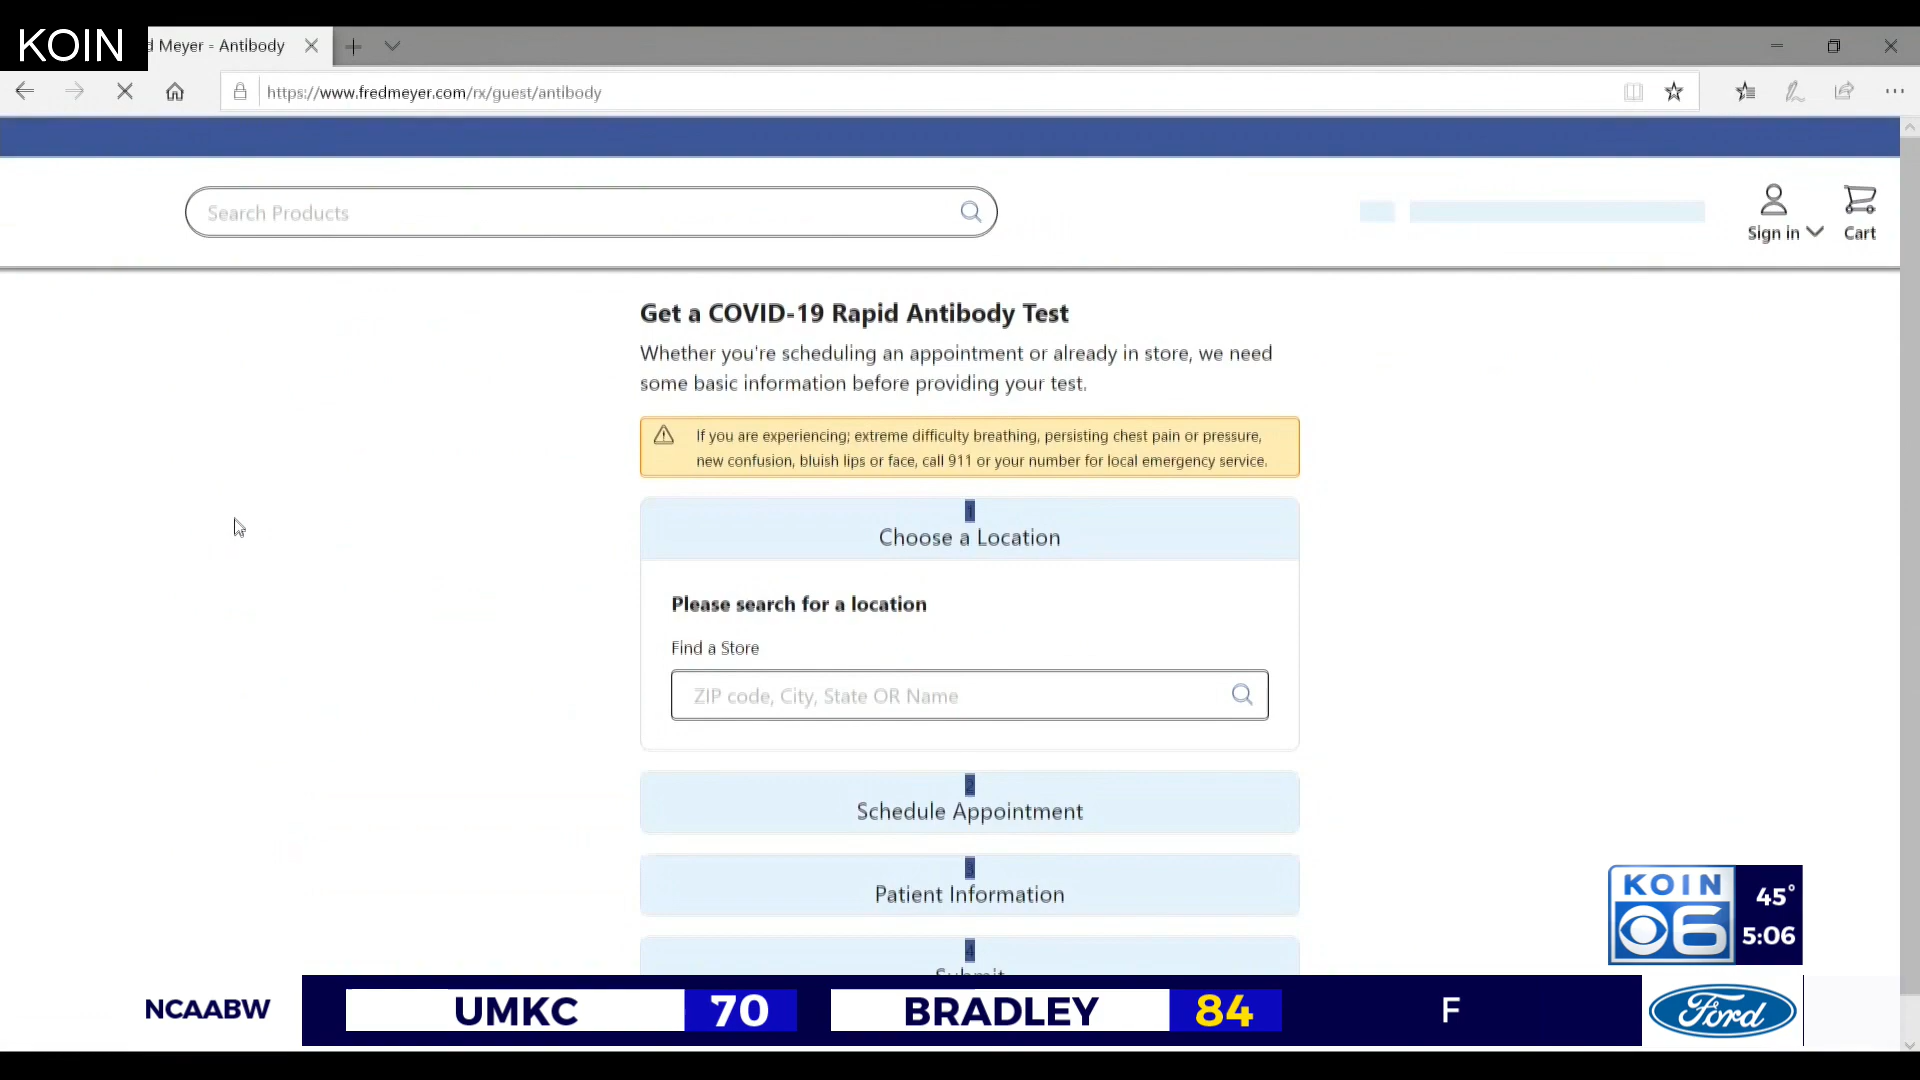 KOIN
d Meyer - Antibody
https://www.fredmeyer.com/rx/guest/antibody
Search Products
Sign in
Cart
Get a COVID-19 Rapid Antibody Test
Whether you're scheduling an appointment or already in store, we need
some basic information before providing your test.
If you are experiencing; extreme difficulty breathing, persisting chest pain or pressure,
new confusion, bluish lips or face, call 911 or your number for local emergency service.
1
Choose a Location
Please search for a location
Find a Store
ZIP code, City, State OR Name
2
Schedule Appointment
3
Patient Information
4
Submit
KOIN
6
45°
5:06
NCAABW
UMKC
70
BRADLEY
84
F
Ford